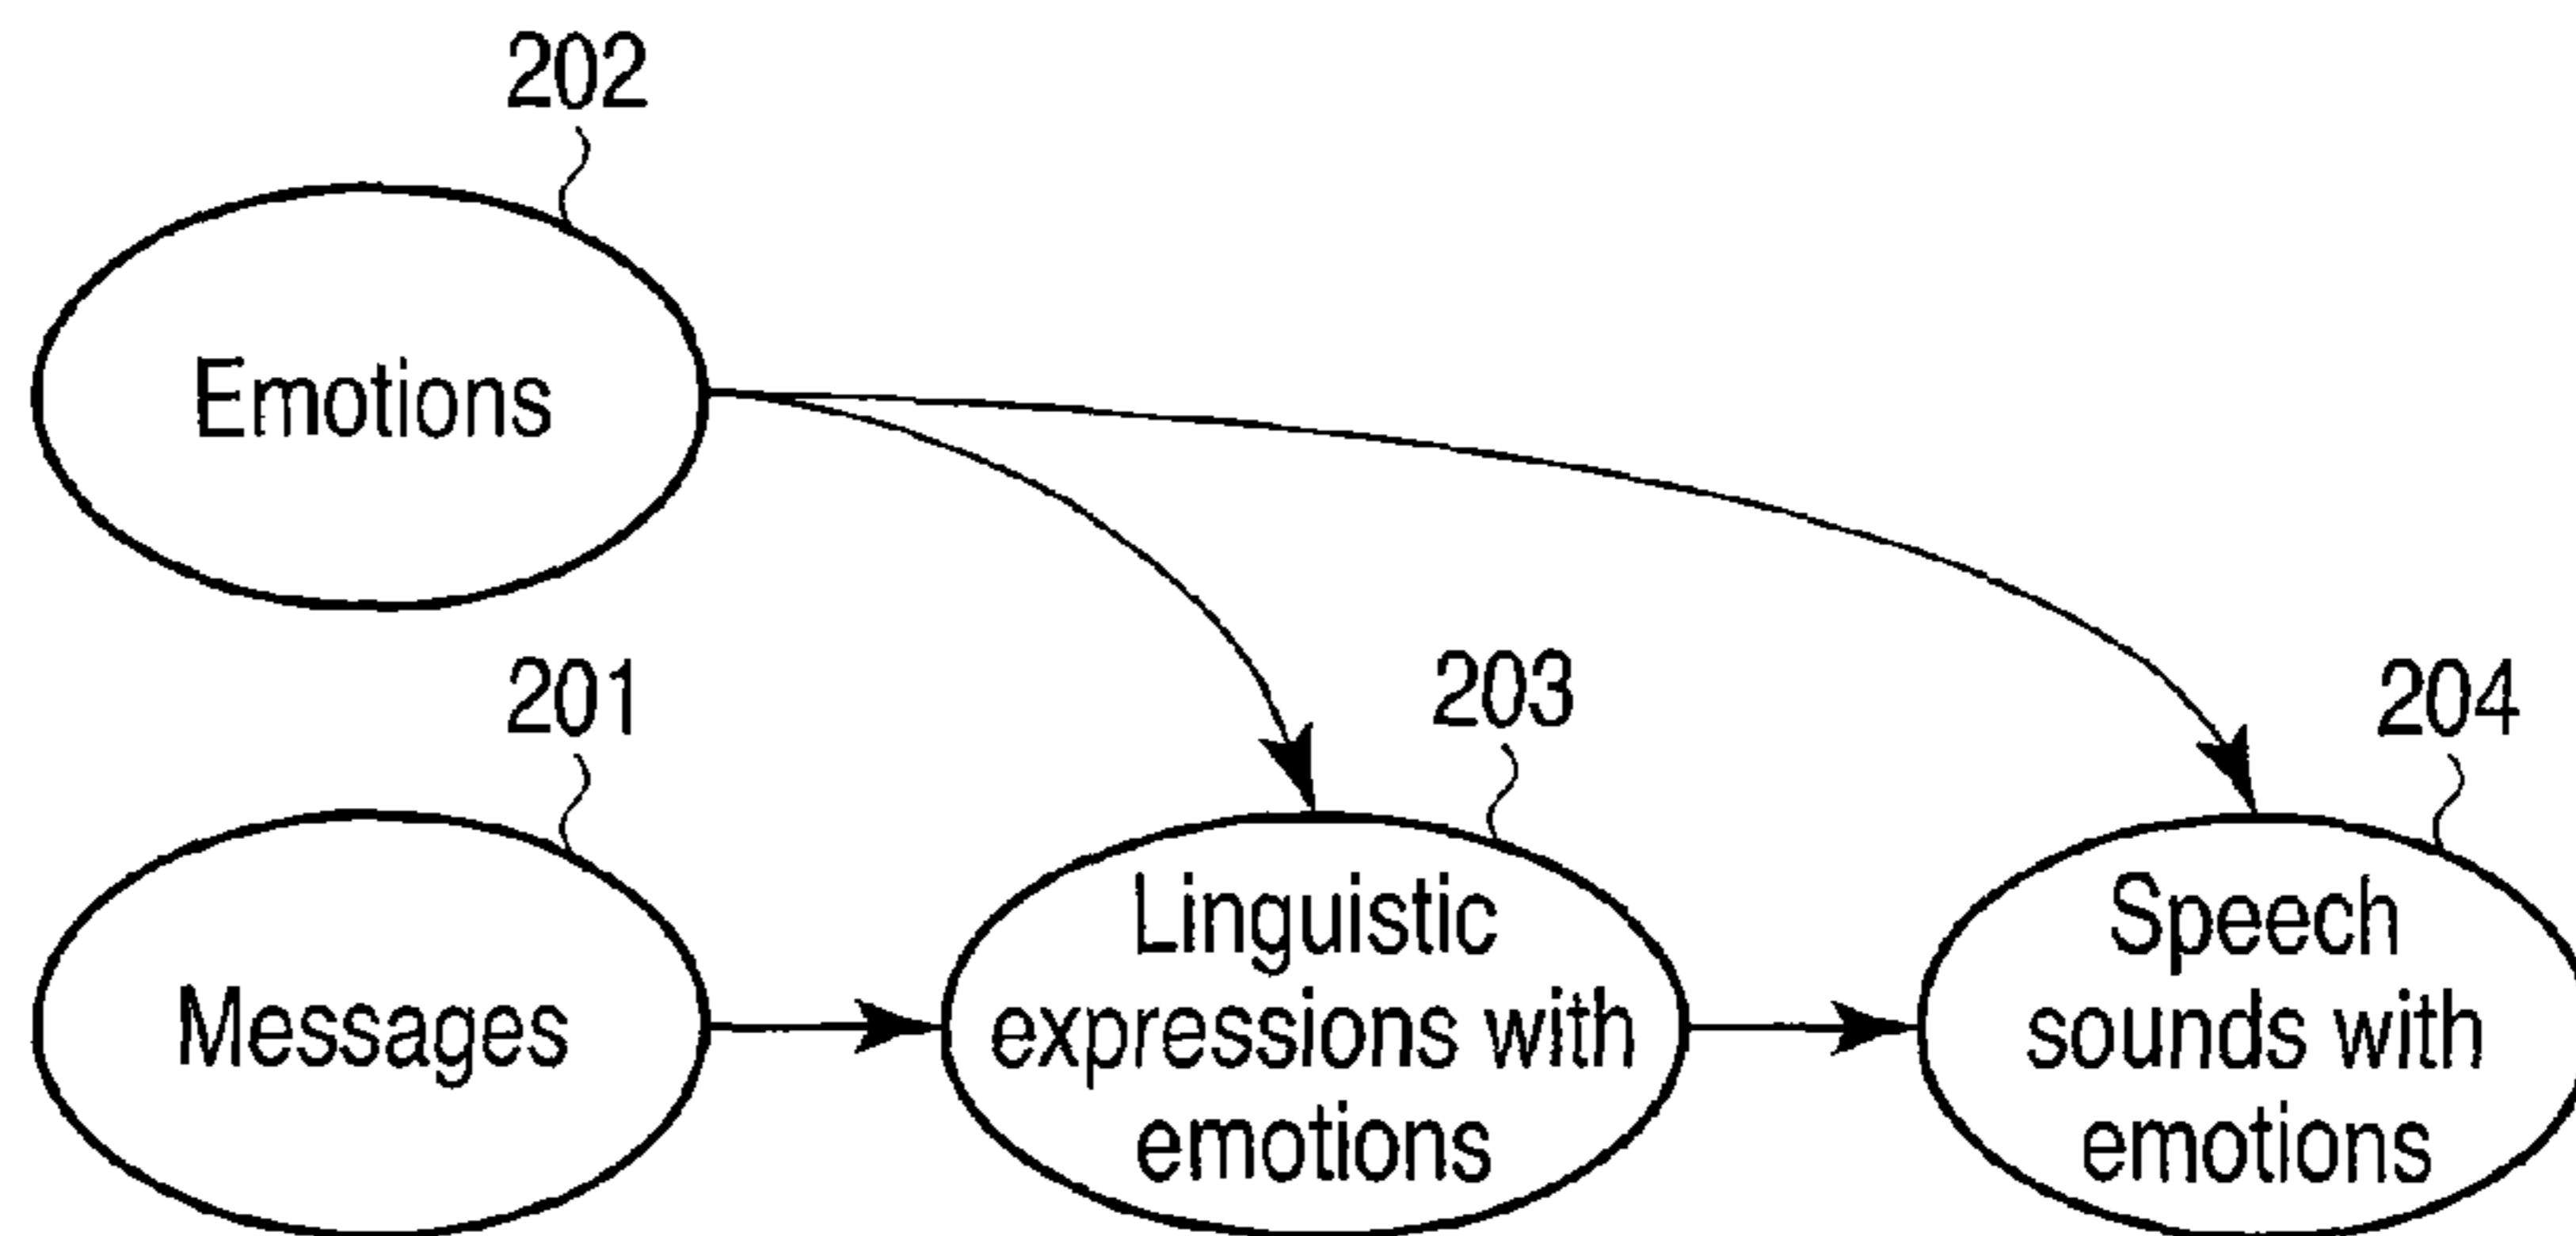 202
Emotions
201
203
204
Messages
Linguistic
expressions with
emotions
Speech
sounds with
emotions